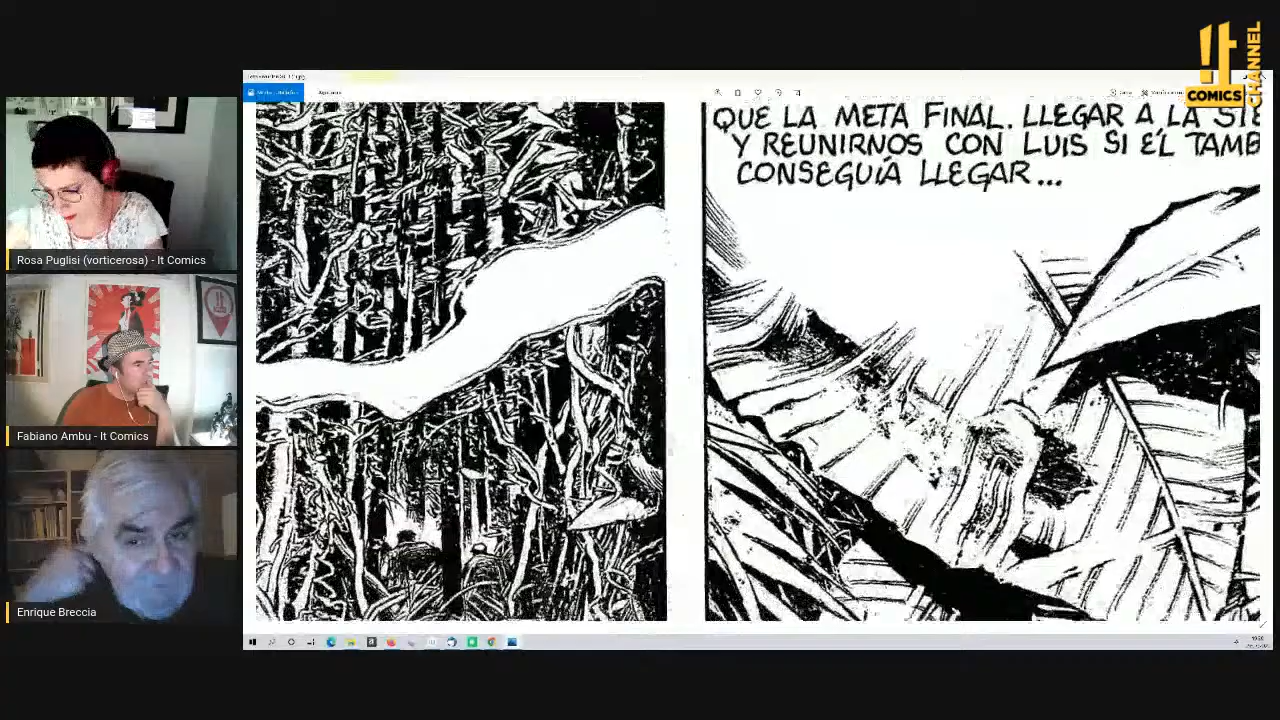 !t
COMICS
CHANNEL
QUE LA META FINAL. LLEGAR A LA
Y REUNIRNOS CON LUIS SI ÉL
CONSEGUÍA LLEGAR...
Rosa Puglisi (vorticerosa) - It Comics
Fabiano Ambu - It Comics
Enrique Breccia